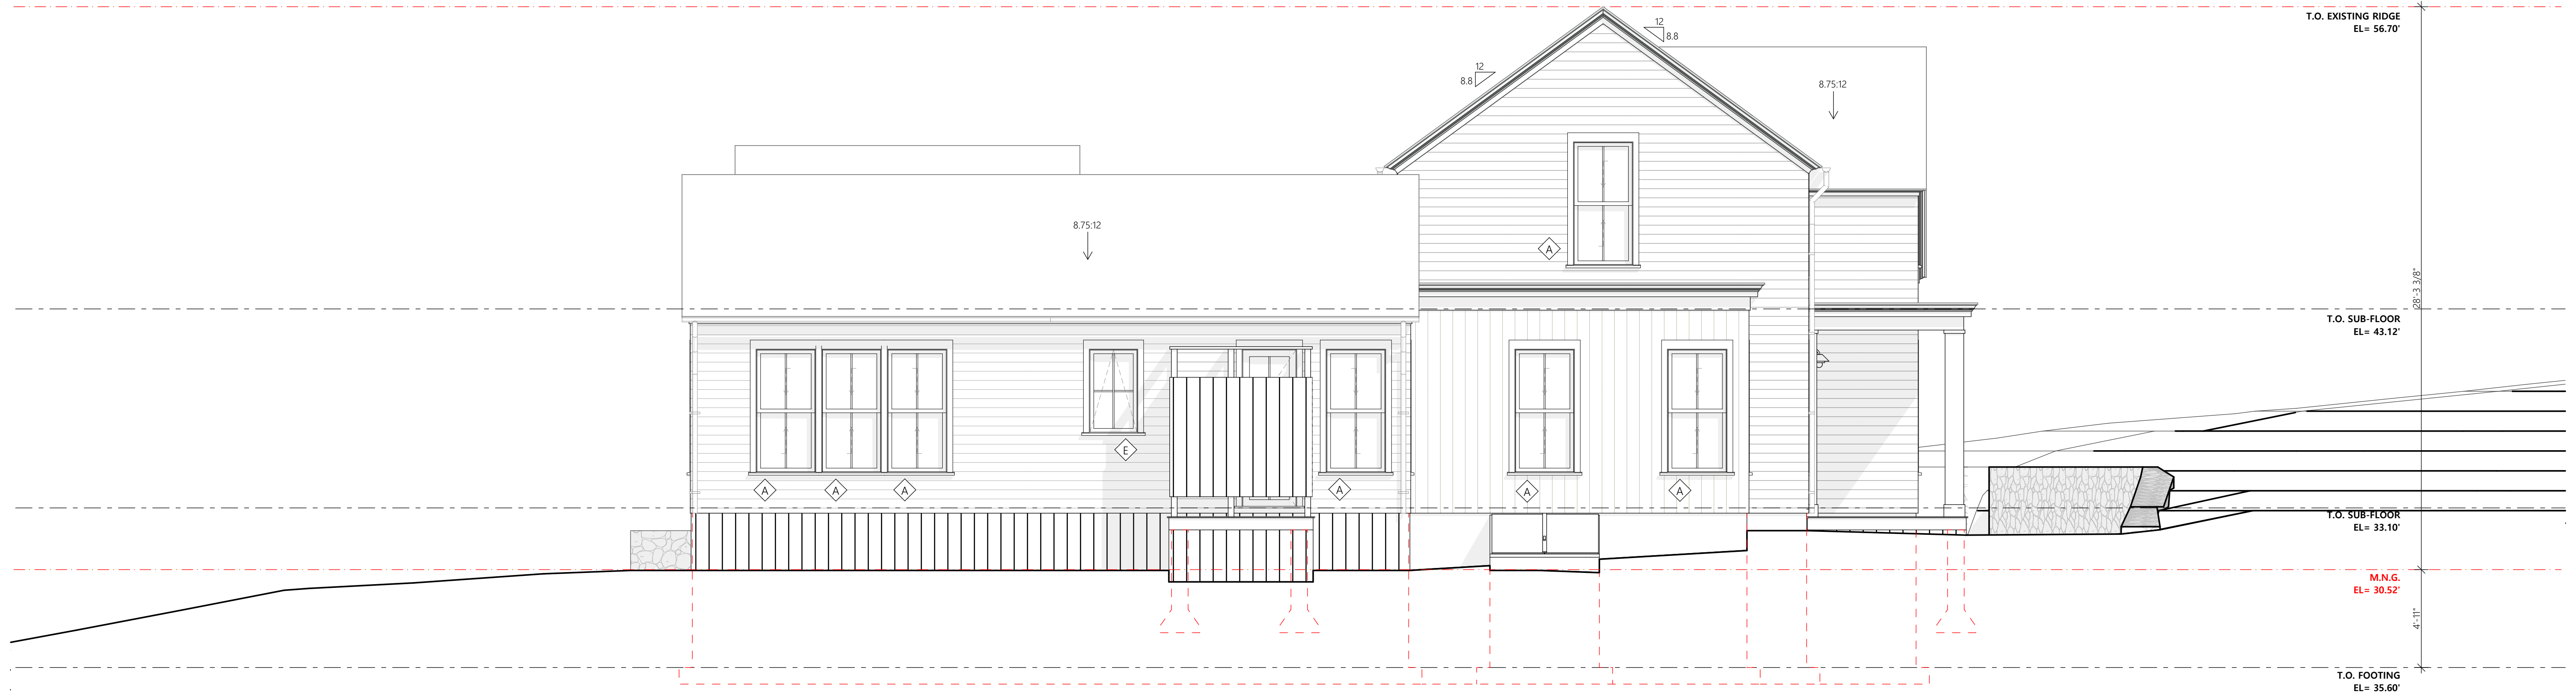 T.O. EXISTING RIDGE
EL= 56.70'
12
8.8
12
8.8
8.75:12
8.75:12
A
28'-3 3/8"
T.O. SUB-FLOOR
EL= 43.12'
E
A
A
A
A
A
A
T.O. SUB-FLOOR
EL= 33.10'
M.N.G.
EL= 30.52'
4'-11"
T.O. FOOTING
EL= 35.60'